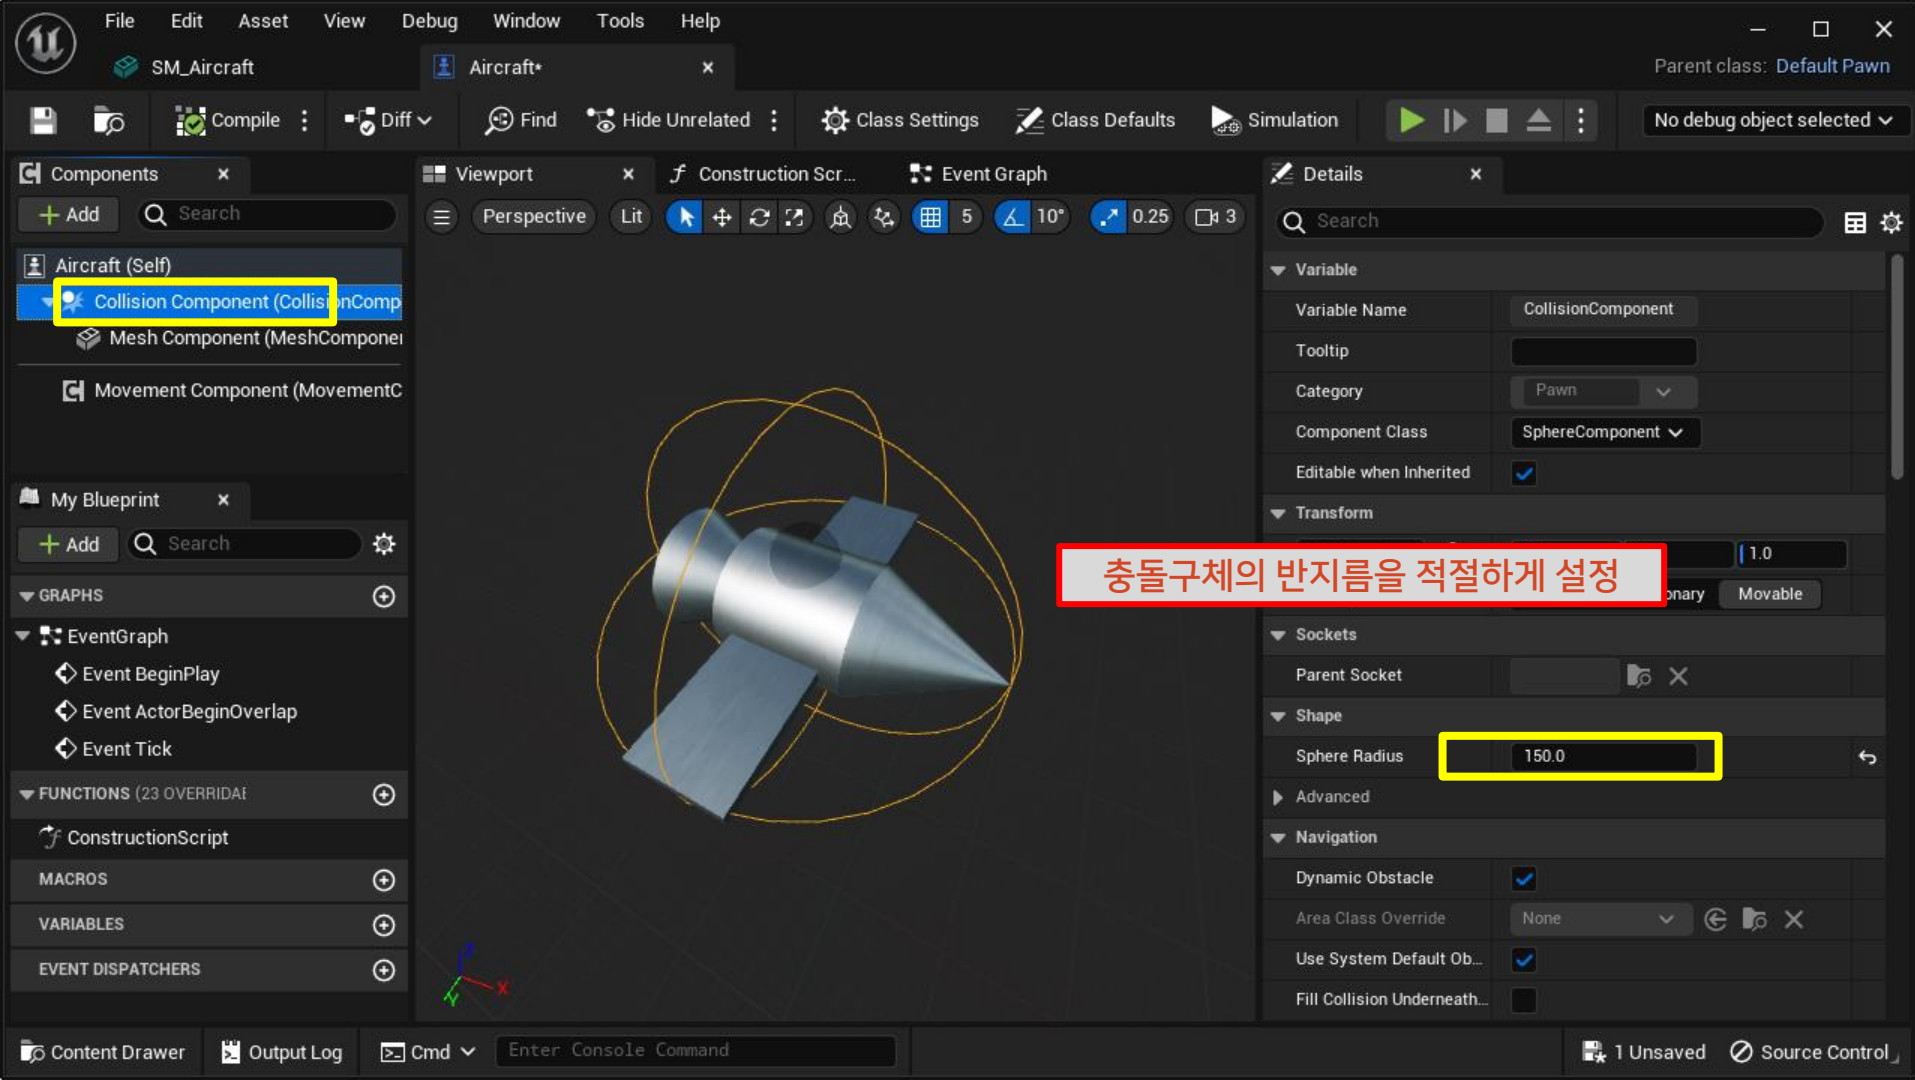 File Edit Asset View Debug Window Tools Help
SM_Aircraft
Aircraft•
Parent class: Default Pawn
Compile
Diff
Find
Hide Unrelated
Class Settings
Class Defaults
Simulation
No debug object selected
Components
Add
Search
Aircraft (Self)
Collision Component (CollisionComp
Mesh Component (MeshComponen
Movement Component (MovementC
My Blueprint
Add
Search
GRAPHS
EventGraph
Event BeginPlay
Event ActorBeginOverlap
Event Tick
FUNCTIONS (23 OVERRIDAE
ConstructionScript
MACROS
VARIABLES
EVENT DISPATCHERS
Viewport
Construction Scr...
Event Graph
Perspective
Lit
5
10°
0.25
3
Z
X
Y
충돌구체의 반지름을 적절하게 설정
Details
Search
Variable
Variable Name
CollisionComponent
Tooltip
Category
Pawn
Component Class
SphereComponent
Editable when Inherited
Transform
1.0
onary
Movable
Sockets
Parent Socket
Shape
Sphere Radius
150.0
Advanced
Navigation
Dynamic Obstacle
Area Class Override
None
Use System Default Ob...
Fill Collision Underneath...
Content Drawer
Output Log
Cmd
Enter Console Command
1 Unsaved
Source Control